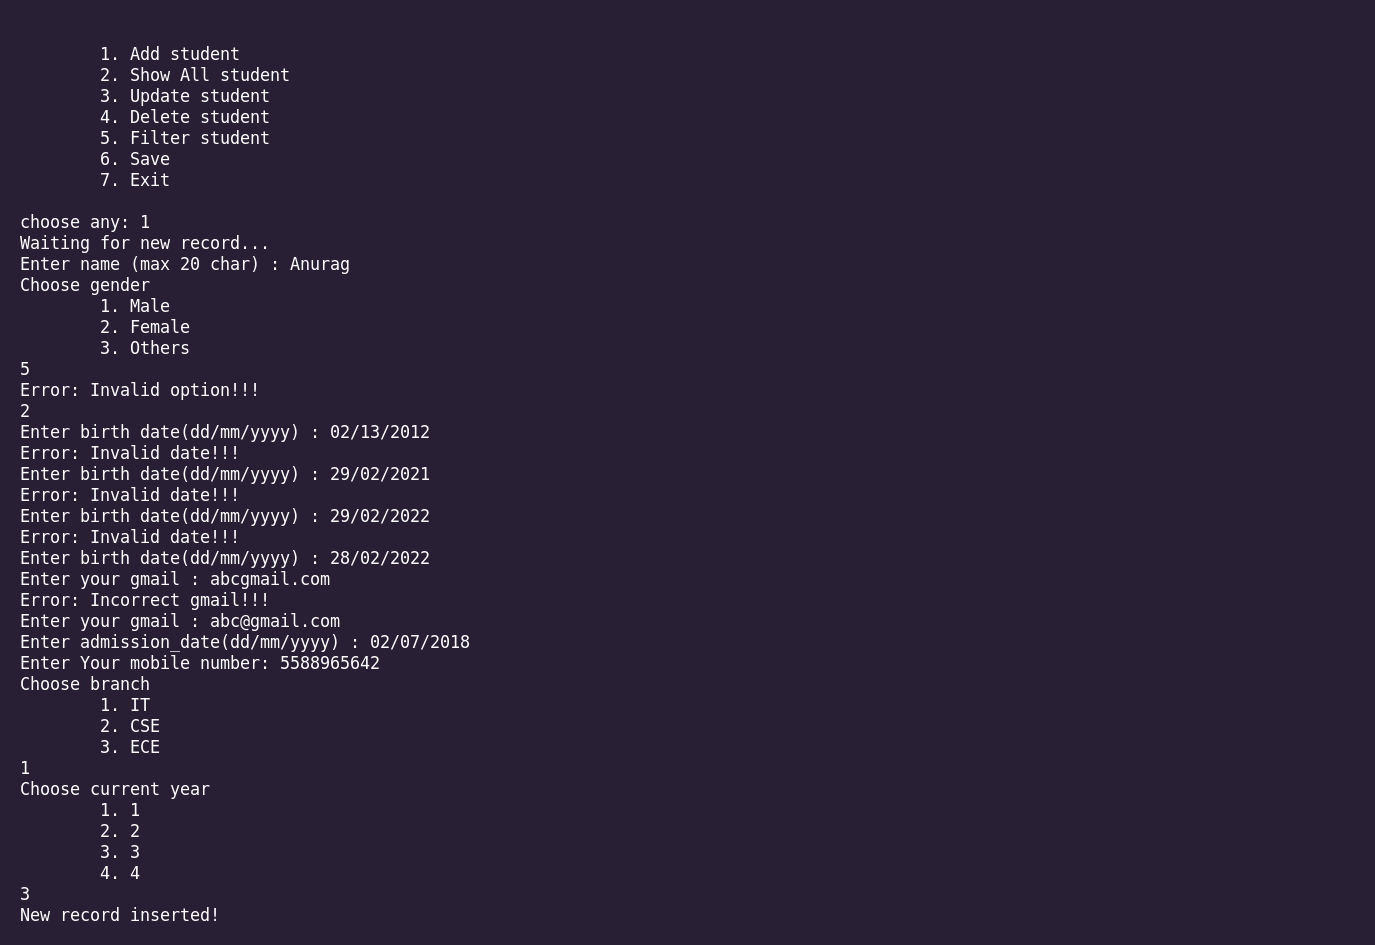 1. Add student
2. Show All student
3. Update student
4. Delete student
5. Filter student
6. Save
7. Exit
choose any: 1
Waiting for new record...
Enter name (max 20 char) : Anurag
Choose gender
1. Male
2. Female
3. Others
5
Error: Invalid option!!!
2
Enter birth date(dd/mm/yyyy) : 02/13/2012
Error: Invalid date!!!
Enter birth date(dd/mm/yyyy) : 29/02/2021
Error: Invalid date!!!
Enter birth date(dd/mm/yyyy) : 29/02/2022
Error: Invalid date!!!
Enter birth date(dd/mm/yyyy) : 28/02/2022
Enter your gmail : abcgmail.com
Error: Incorrect gmail!!!
Enter your gmail : abc@gmail.com
Enter admission_date(dd/mm/yyyy) : 02/07/2018
Enter Your mobile number: 5588965642
Choose branch
1. IT
2. CSE
3. ECE
1
Choose current year
1. 1
2. 2
3. 3
4. 4
3
New record inserted!